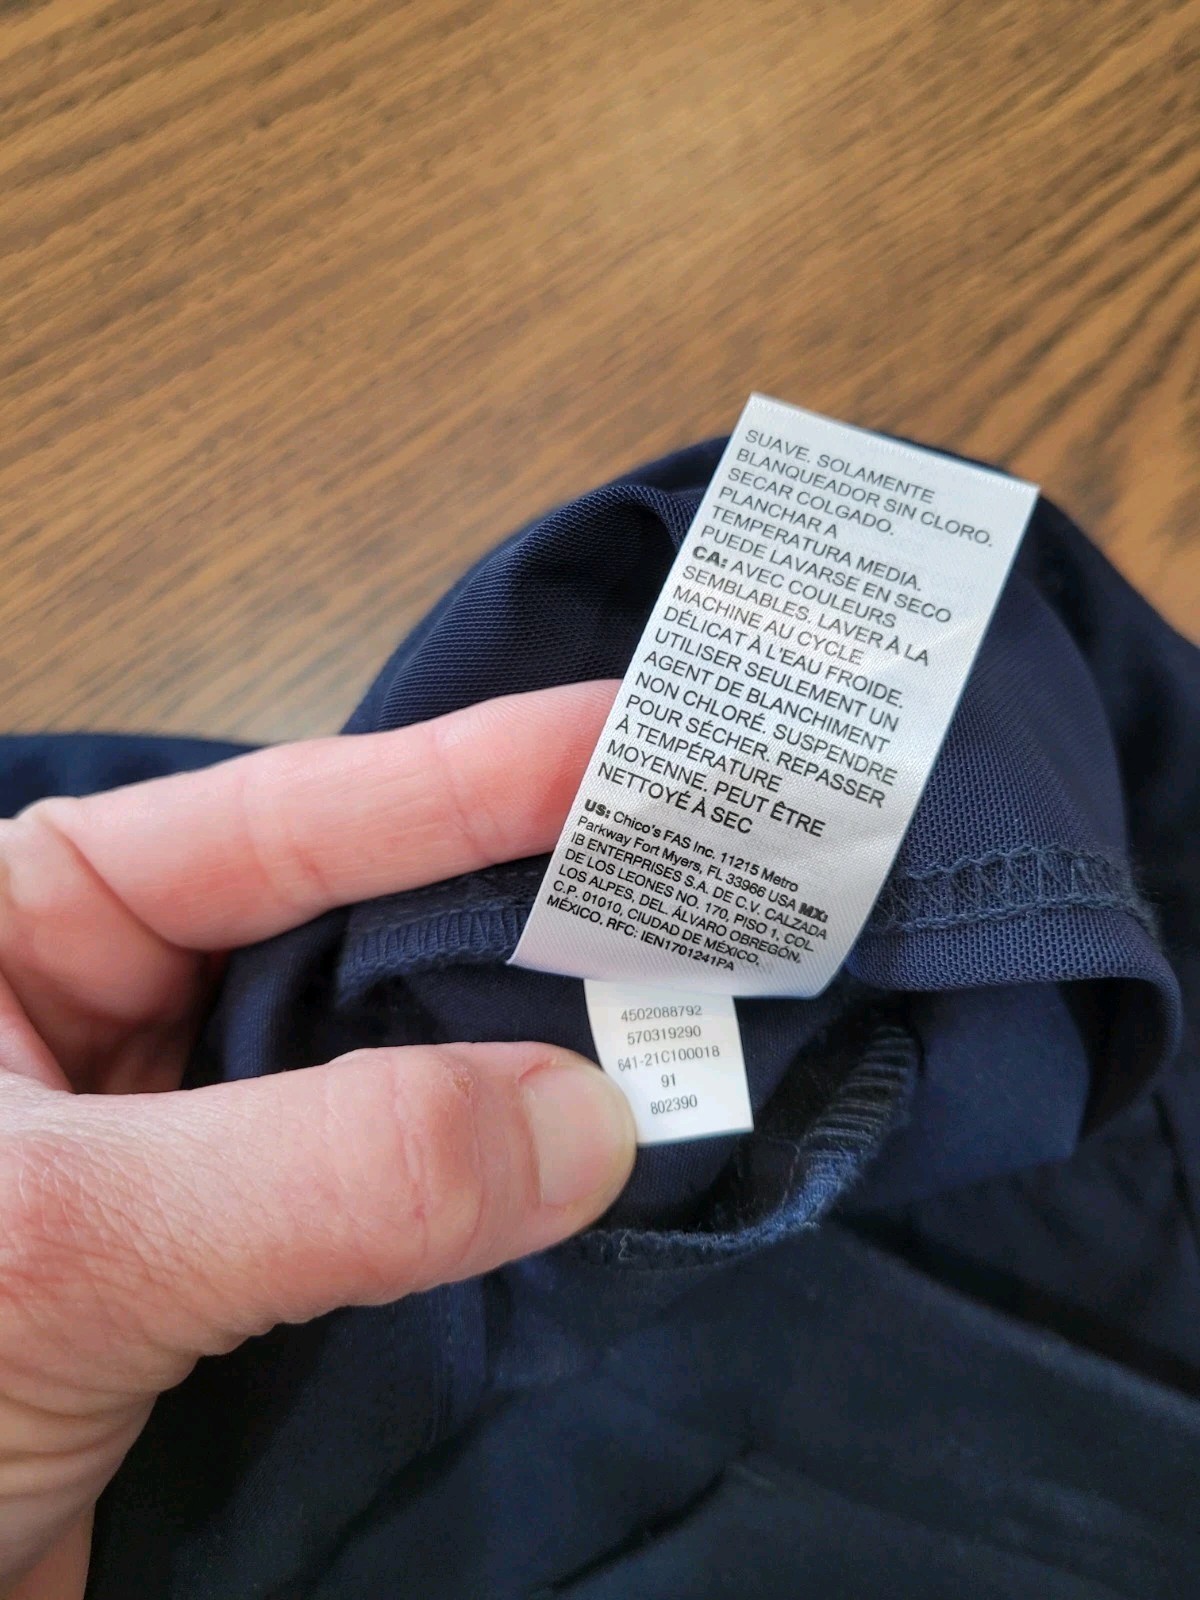 SUAVE. SOLAMENTE
BLANQUEADOR SIN CLORO.
SECAR COLGADO.
PLANCHAR A
TEMPERATURA MEDIA.
PUEDE LAVARSE EN SECO
CA: AVEC COULEURS
SEMBLABLES. LAVER À LA
MACHINE AU CYCLE
DÉLICAT À L'EAU FROIDE.
UTILISER SEULEMENT UN
AGENT DE BLANCHIMENT
NON CHLORÉ. SUSPENDRE
POUR SÉCHER. REPASSER
À TEMPÉRATURE
MOYENNE. PEUT ÊTRE
NETTOYÉ À SEC
US: Chico's FAS Inc. 11215 Metro
Parkway Fort Myers, FL 33966 USA MX:
IB ENTERPRISES S.A. DE C.V. CALZADA
DE LOS LEONES NO. 170, PISO 1, COL.
LOS ALPES, DEL. ÁLVARO OBREGÓN.
C.P. 01010, CIUDAD DE MÉXICO,
MÉXICO. RFC: IEN1701241PA
4502088792
570319290
641-21C100018
91
802390